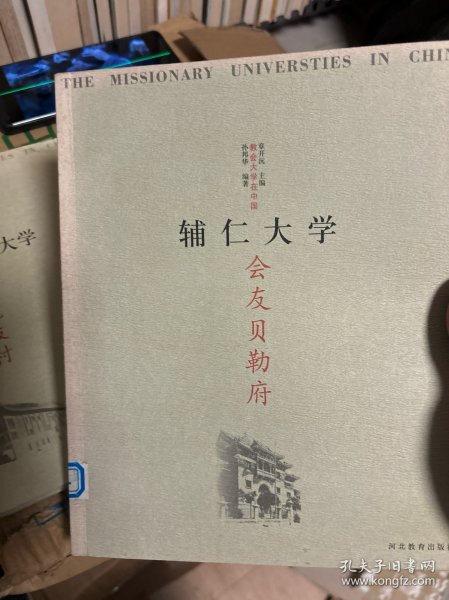 THE MISSIONARY UNIVERSTIES IN CHIN
章开沅 主编
教会大学在中国
孙邦华 编著
辅仁大学
会友贝勒府
河北教育出版社
大学
孔夫子旧书网
www.kongfz.com